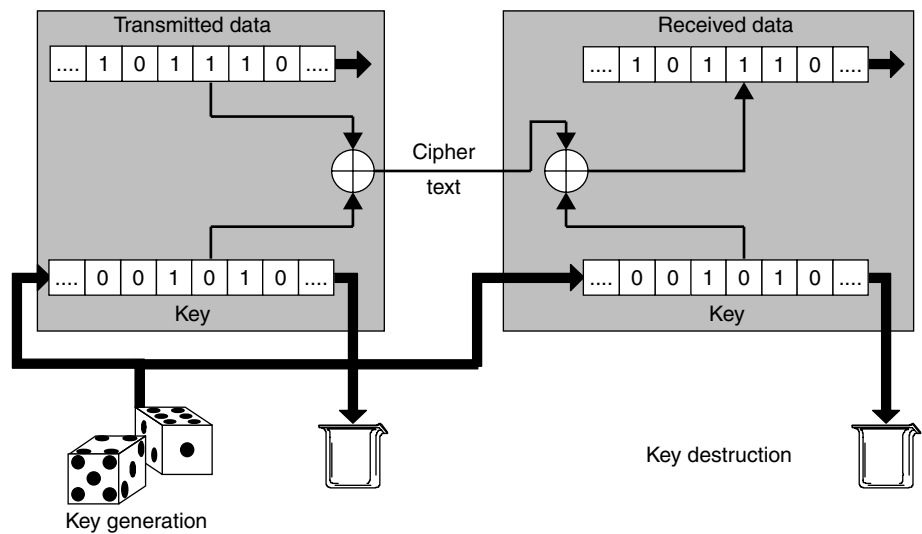 Transmitted data
Received data
.... 1 0 1 1 1 0 ....
.... 1 0 1 1 1 0 ....
Cipher
text
.... 0 0 1 0 1 0 ....
.... 0 0 1 0 1 0 ....
Key
Key
Key destruction
Key generation